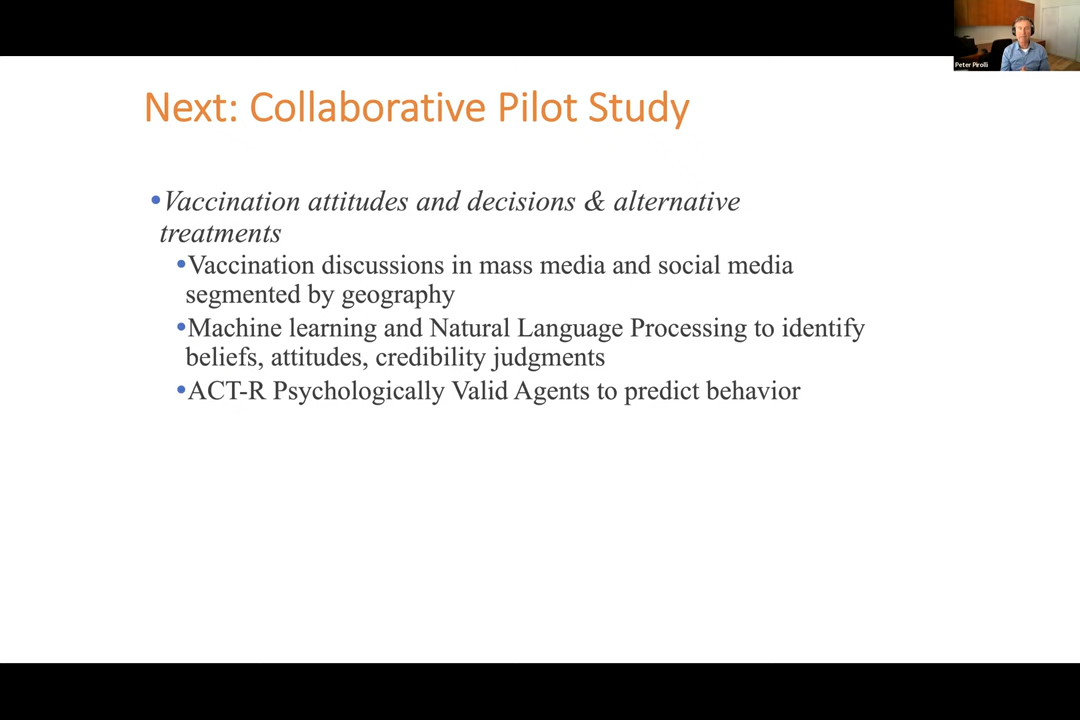 Peter Pirolli
Next: Collaborative Pilot Study
•Vaccination attitudes and decisions & alternative
treatments
•Vaccination discussions in mass media and social media
segmented by geography
•Machine learning and Natural Language Processing to identify
beliefs, attitudes, credibility judgments
•ACT-R Psychologically Valid Agents to predict behavior